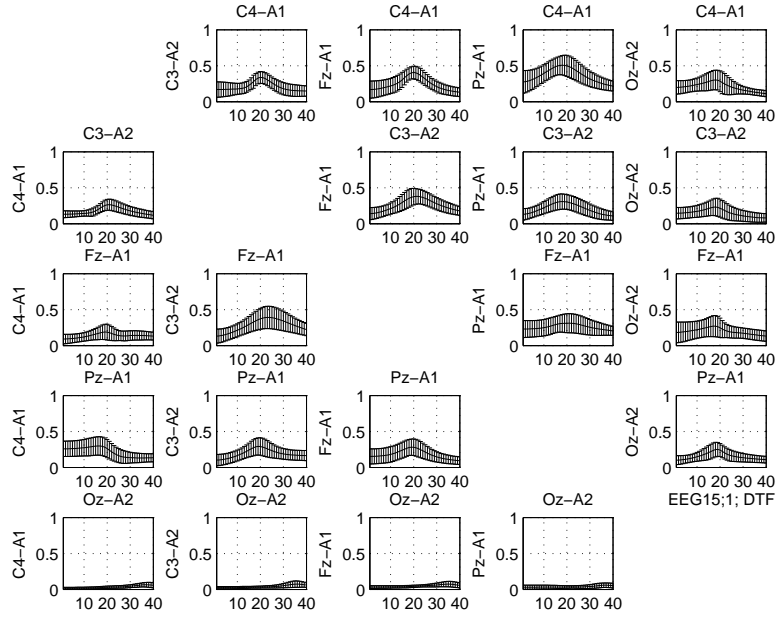 C4−A1 C4−A1 C4−A1 C4−A1
C3−A2 Fz−A1 Pz−A1 Oz−A2
1 1 1 1
0.5 0.5 0.5 0.5
0 0 0 0
10 20 30 40 10 20 30 40 10 20 30 40 10 20 30 40
C3−A2 C3−A2 C3−A2 C3−A2
C4−A1 Fz−A1 Pz−A1 Oz−A2
1 1 1 1
0.5 0.5 0.5 0.5
0 0 0 0
10 20 30 40 10 20 30 40 10 20 30 40 10 20 30 40
Fz−A1 Fz−A1 Fz−A1 Fz−A1
C4−A1 C3−A2 Pz−A1 Oz−A2
1 1 1 1
0.5 0.5 0.5 0.5
0 0 0 0
10 20 30 40 10 20 30 40 10 20 30 40 10 20 30 40
Pz−A1 Pz−A1 Pz−A1 Pz−A1
C4−A1 C3−A2 Fz−A1 Oz−A2
1 1 1 1
0.5 0.5 0.5 0.5
0 0 0 0
10 20 30 40 10 20 30 40 10 20 30 40 10 20 30 40
EEG15;1; DTF
Oz−A2 Oz−A2 Oz−A2 Oz−A2
C4−A1 C3−A2 Fz−A1 Pz−A1
1 1 1 1
0.5 0.5 0.5 0.5
0 0 0 0
10 20 30 40 10 20 30 40 10 20 30 40 10 20 30 40